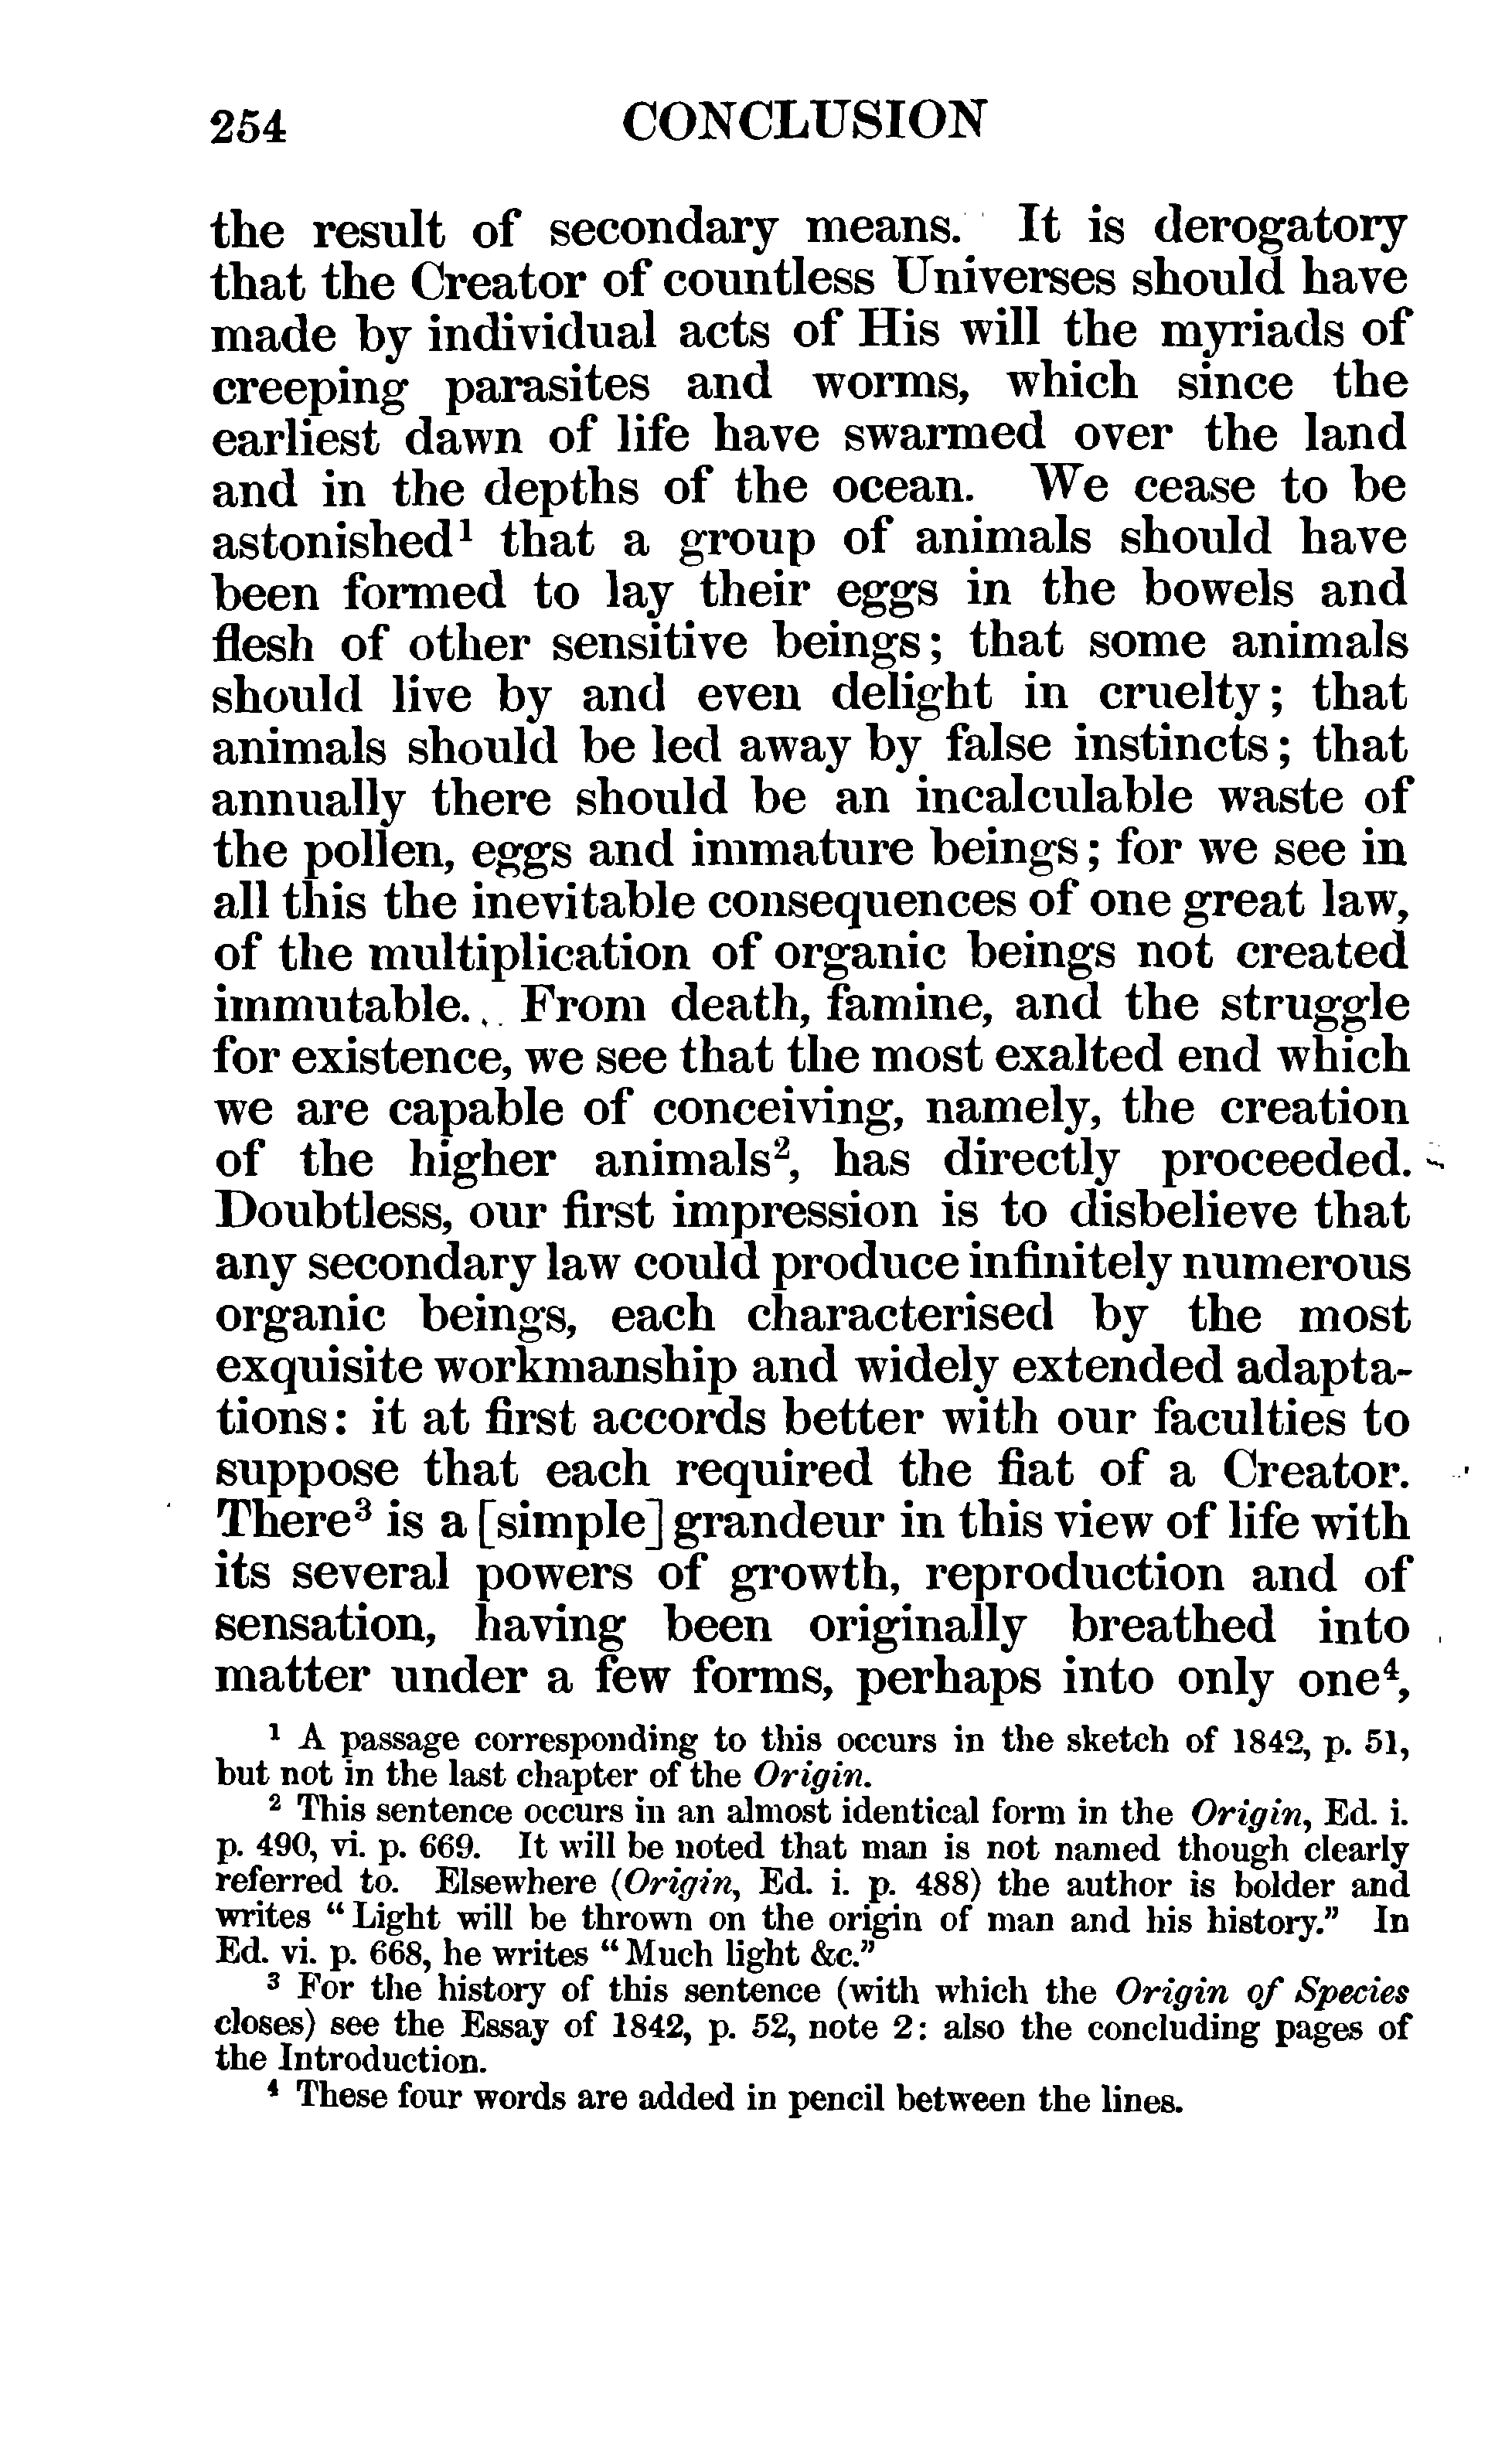 254 CONCLUSION
the result of secondary means. It is derogatory
that the Creator of countless Universes should have
made by individual acts of His will the myriads of
creeping parasites and worms, which since the
earliest dawn of life have swarmed over the land
and in the depths of the ocean. We cease to be
astonished¹ that a group of animals should have
been formed to lay their eggs in the bowels and
flesh of other sensitive beings; that some animals
should live by and even delight in cruelty; that
animals should be led away by false instincts; that
annually there should be an incalculable waste of
the pollen, eggs and immature beings; for we see in
all this the inevitable consequences of one great law,
of the multiplication of organic beings not created
immutable. From death, famine, and the struggle
for existence, we see that the most exalted end which
we are capable of conceiving, namely, the creation
of the higher animals², has directly proceeded.
Doubtless, our first impression is to disbelieve that
any secondary law could produce infinitely numerous
organic beings, each characterised by the most
exquisite workmanship and widely extended adapta-
tions: it at first accords better with our faculties to
suppose that each required the fiat of a Creator.
There³ is a [simple] grandeur in this view of life with
its several powers of growth, reproduction and of
sensation, having been originally breathed into
matter under a few forms, perhaps into only one⁴,
¹ A passage corresponding to this occurs in the sketch of 1842, p. 51,
but not in the last chapter of the Origin.
² This sentence occurs in an almost identical form in the Origin, Ed. i.
p. 490, vi. p. 669. It will be noted that man is not named though clearly
referred to. Elsewhere (Origin, Ed. i. p. 488) the author is bolder and
writes “Light will be thrown on the origin of man and his history.” In
Ed. vi. p. 668, he writes “Much light &c.”
³ For the history of this sentence (with which the Origin of Species
closes) see the Essay of 1842, p. 52, note 2: also the concluding pages of
the Introduction.
⁴ These four words are added in pencil between the lines.